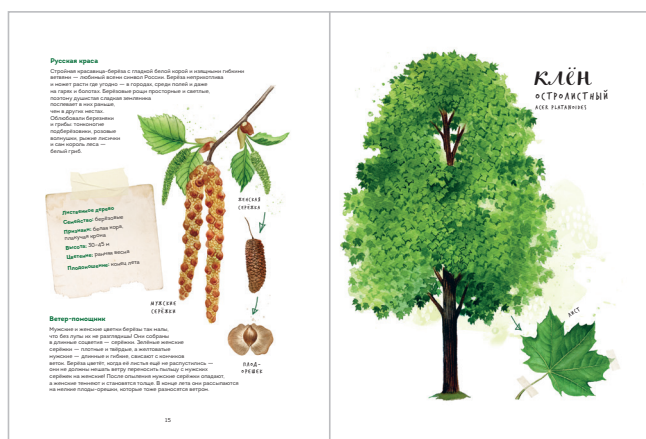 Русская краса
Стройная красавица-берёза с гладкой белой корой и изящными гибкими
ветвями — любимый всеми символ России. Берёза неприхотлива
и может расти где угодно — в городах, среди полей и даже
на гарях и болотах. Берёзовые рощи просторные и светлые,
поэтому душистая сладкая земляника
поспевает в них раньше,
чем в других местах.
Облюбовали березняки
и грибы: тонконогие
подберёзовики, розовые
волнушки, рыжие лисички
и сам король леса —
белый гриб.
Лиственное дерево
Семейство: берёзовые
Признаки: белая кора,
плакучая крона
Высота: 30–45 м
Цветение: ранняя весна
Плодоношение: конец лета
ЖЕНСКАЯ
СЕРЁЖКА
МУЖСКИЕ
СЕРЁЖКИ
ПЛОД-
ОРЕШЕК
Ветер-помощник
Мужские и женские цветки берёзы так малы,
что без лупы их не разглядишь! Они собраны
в длинные соцветия — серёжки. Зелёные женские
серёжки — плотные и твёрдые, а желтоватые
мужские — длинные и гибкие, свисают с кончиков
веток. Берёза цветёт, когда её листья ещё не распустились —
они не должны мешать ветру переносить пыльцу с мужских
серёжек на женские! После опыления мужские серёжки опадают,
а женские темнеют и становятся толще. В конце лета они рассыпаются
на мелкие плоды-орешки, которые тоже разносятся ветром.
15
КЛЁН
ОСТРОЛИСТНЫЙ
ACER PLATANOIDES
ЛИСТ